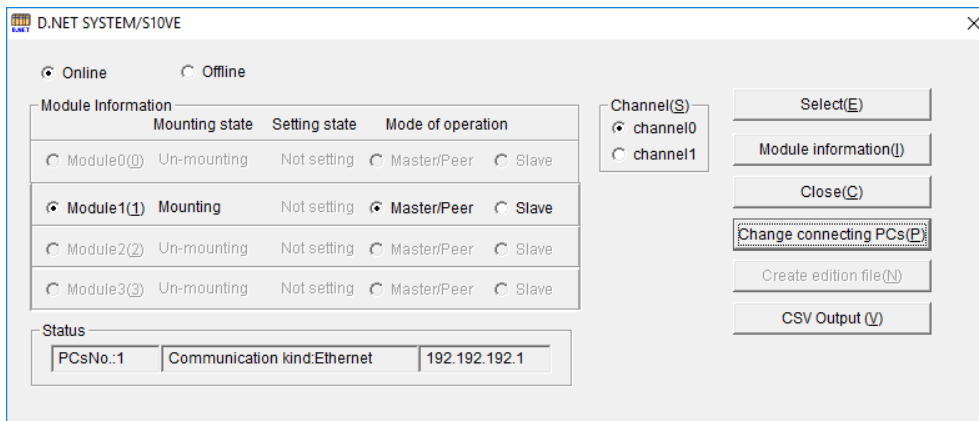 D.NET SYSTEM/S10VE
Online Offline
Module Information
Mounting state Setting state Mode of operation
Module0(0) Un-mounting Not setting Master/Peer Slave
Module1(1) Mounting Not setting Master/Peer Slave
Module2(2) Un-mounting Not setting Master/Peer Slave
Module3(3) Un-mounting Not setting Master/Peer Slave
Channel(S)
channel0
channel1
Select(E)
Module information(I)
Close(C)
Change connecting PCs(P)
Create edition file(N)
CSV Output (V)
Status
PCsNo.:1 Communication kind:Ethernet 192.192.192.1